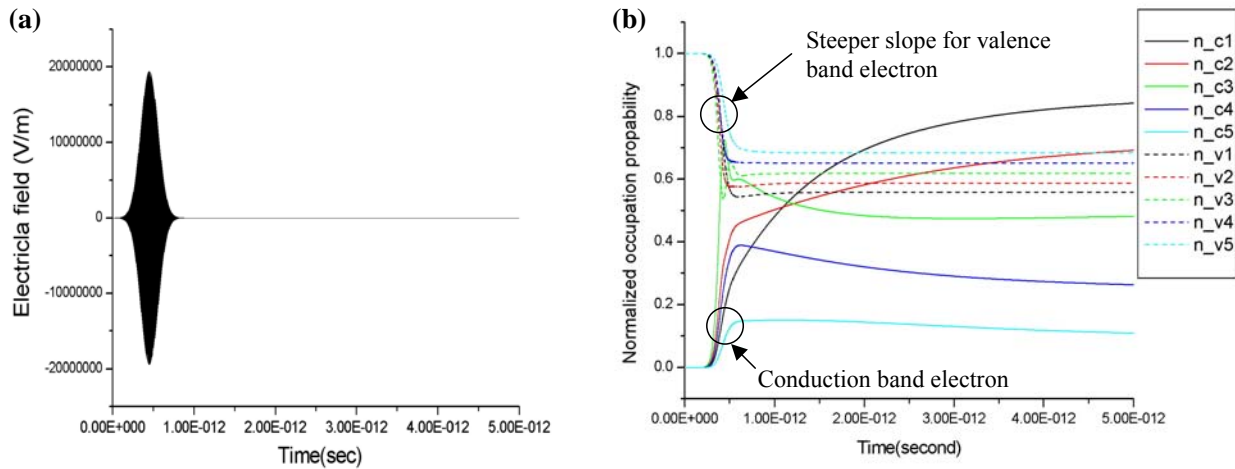 (a)
20000000
10000000
0
-10000000
-20000000
Electricla field (V/m)
0.00E+000 1.00E-012 2.00E-012 3.00E-012 4.00E-012 5.00E-012
Time(sec)
(b)
Steeper slope for valence
band electron
1.0
0.8
0.6
0.4
0.2
0.0
Normalized occupation propability
Conduction band electron
0.00E+000 1.00E-012 2.00E-012 3.00E-012 4.00E-012 5.00E-012
Time(second)
n_c1
n_c2
n_c3
n_c4
n_c5
n_v1
n_v2
n_v3
n_v4
n_v5